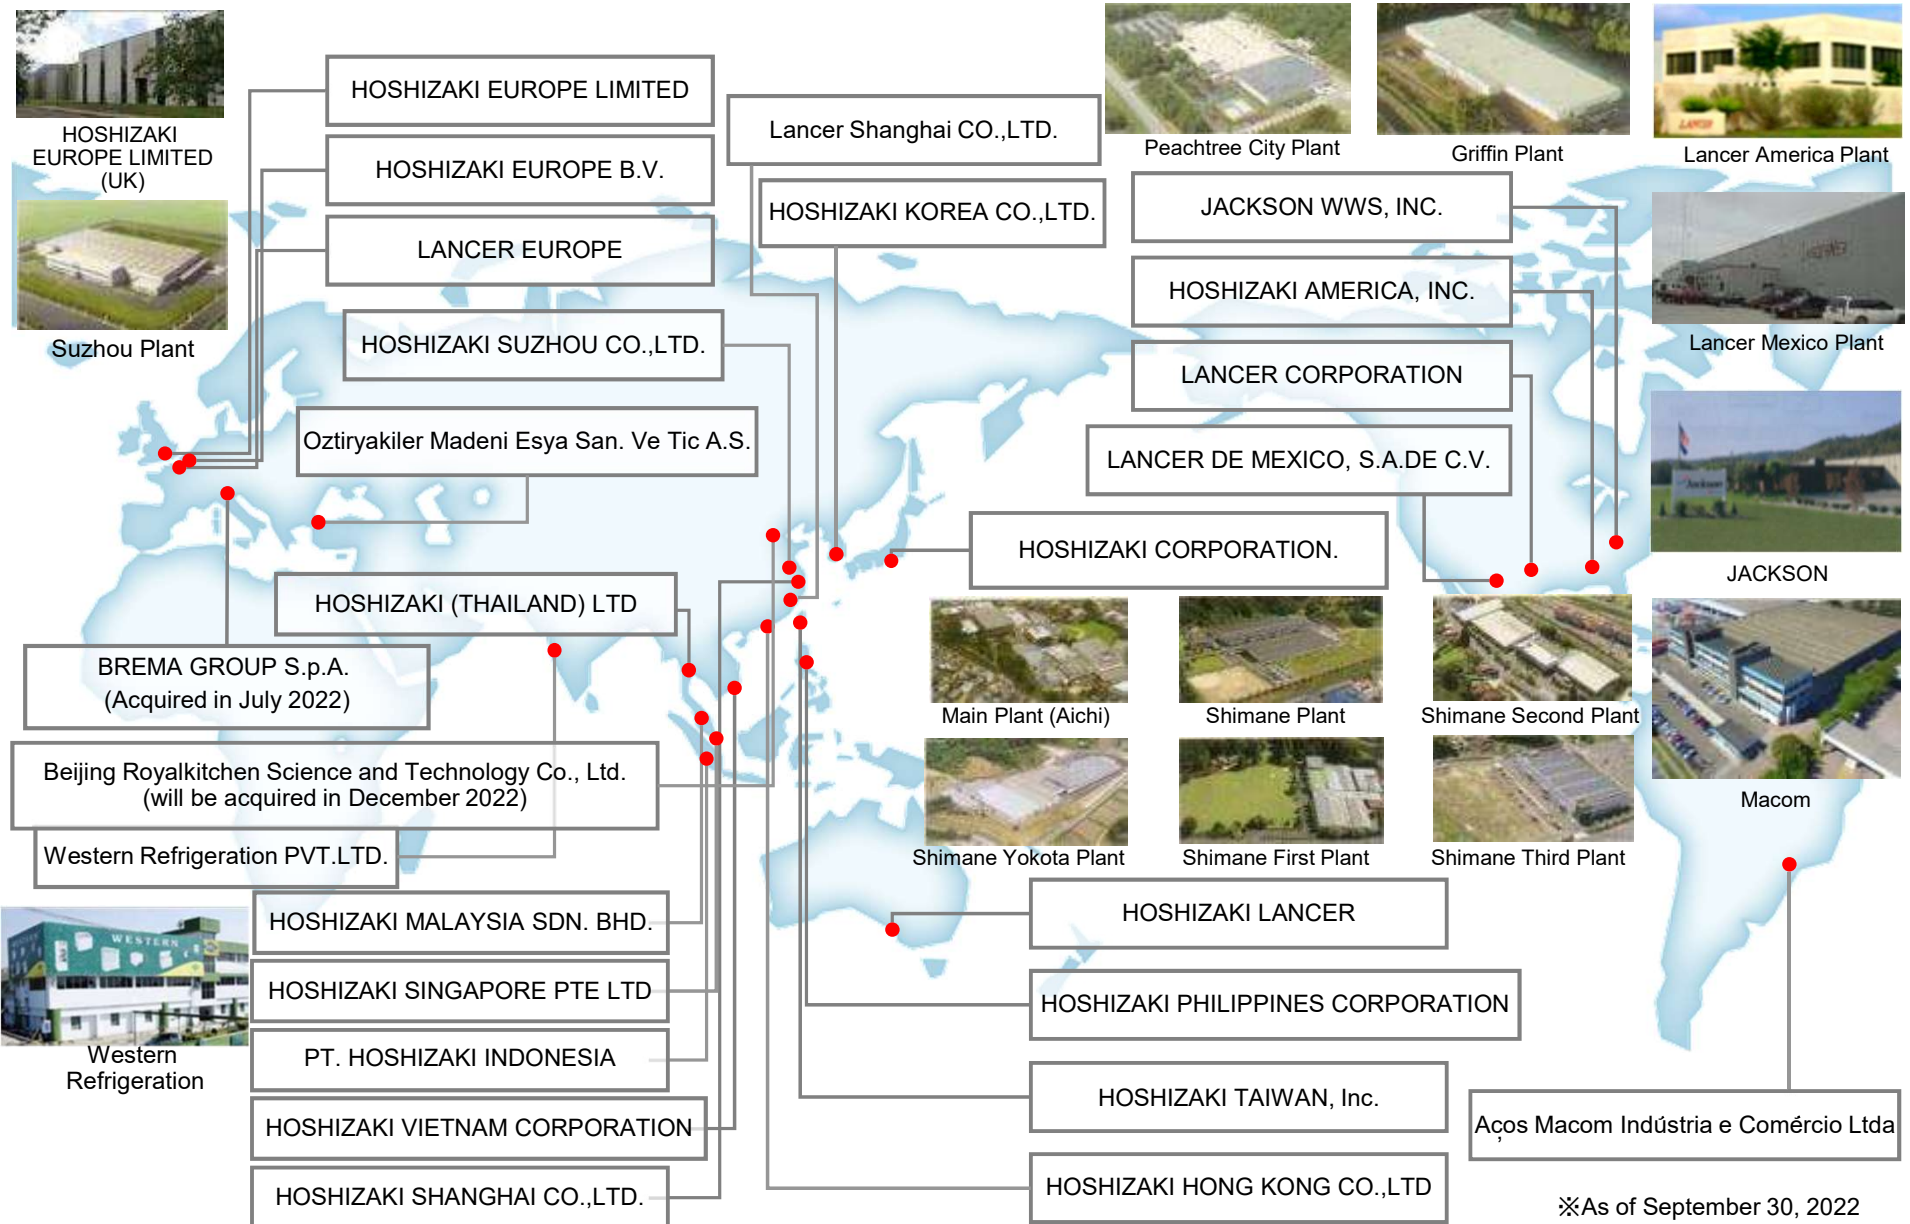 HOSHIZAKI
EUROPE LIMITED
(UK)
Suzhou Plant
HOSHIZAKI EUROPE LIMITED
HOSHIZAKI EUROPE B.V.
LANCER EUROPE
HOSHIZAKI SUZHOU CO.,LTD.
Oztiryakiler Madeni Esya San. Ve Tic A.S.
Lancer Shanghai CO.,LTD.
HOSHIZAKI KOREA CO.,LTD.
Peachtree City Plant
Griffin Plant
LANCER
Lancer America Plant
JACKSON WWS, INC.
HOSHIZAKI AMERICA, INC.
LANCER CORPORATION
LANCER DE MEXICO, S.A.DE C.V.
Lancer Mexico Plant
Jackson
JACKSON
HOSHIZAKI CORPORATION.
HOSHIZAKI (THAILAND) LTD
BREMA GROUP S.p.A.
(Acquired in July 2022)
Beijing Royalkitchen Science and Technology Co., Ltd.
(will be acquired in December 2022)
Western Refrigeration PVT.LTD.
Main Plant (Aichi)
Shimane Plant
Shimane Second Plant
Shimane Yokota Plant
Shimane First Plant
Shimane Third Plant
Macom
WESTERN
Western
Refrigeration
HOSHIZAKI MALAYSIA SDN. BHD.
HOSHIZAKI SINGAPORE PTE LTD
PT. HOSHIZAKI INDONESIA
HOSHIZAKI VIETNAM CORPORATION
HOSHIZAKI SHANGHAI CO.,LTD.
HOSHIZAKI LANCER
HOSHIZAKI PHILIPPINES CORPORATION
HOSHIZAKI TAIWAN, Inc.
HOSHIZAKI HONG KONG CO.,LTD
Aços Macom Indústria e Comércio Ltda
※As of September 30, 2022